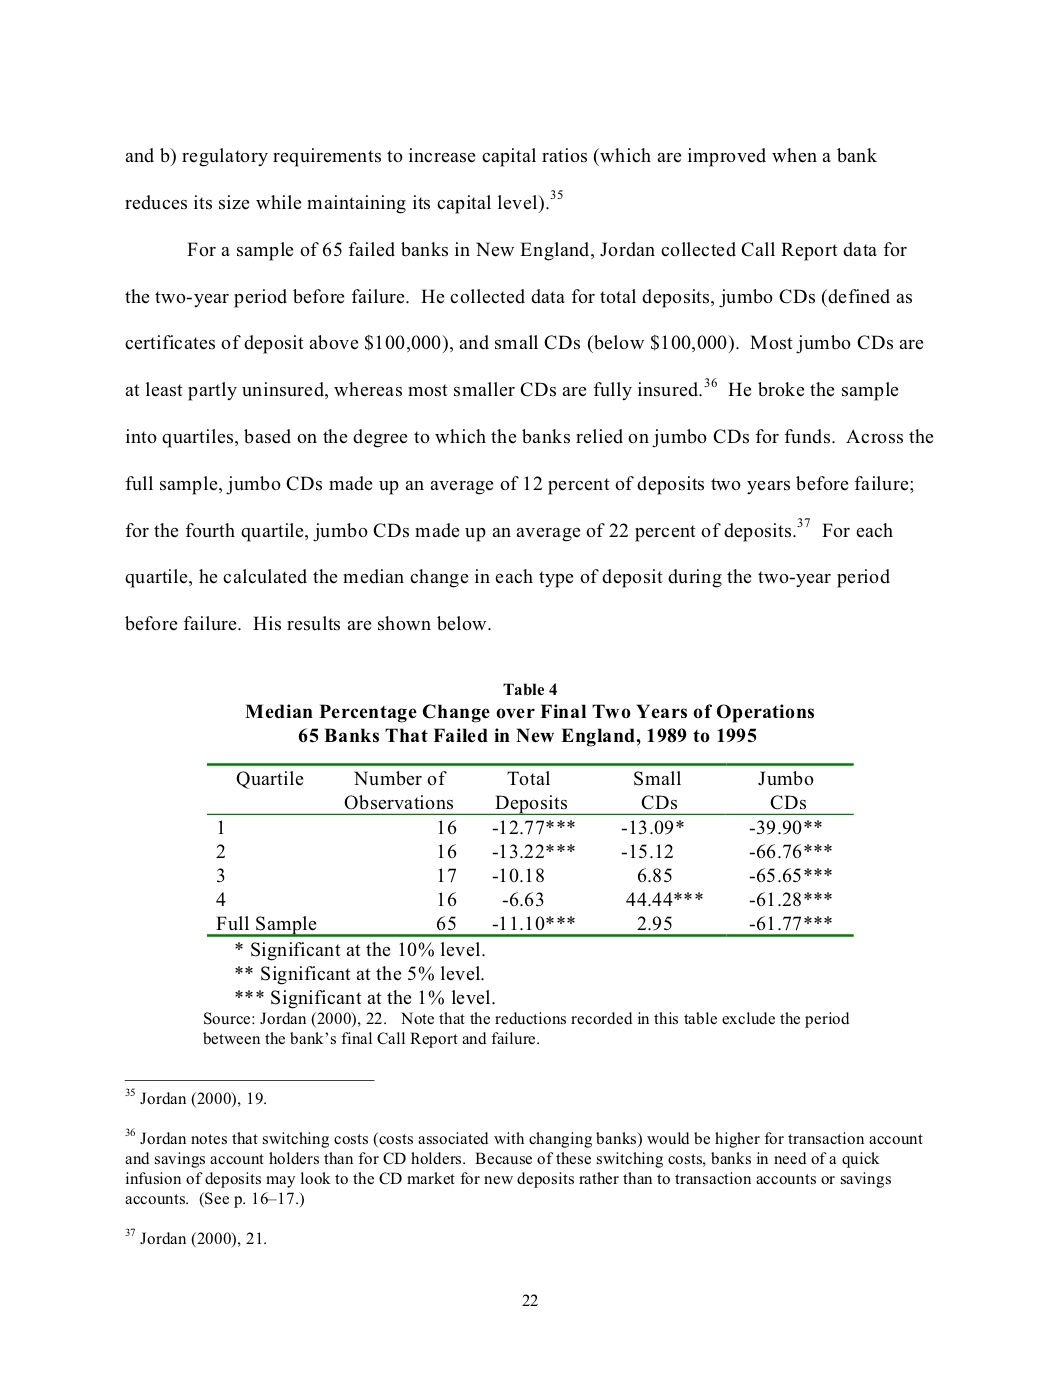 and b) regulatory requirements to increase capital ratios (which are improved when a bank
reduces its size while maintaining its capital level).35
For a sample of 65 failed banks in New England, Jordan collected Call Report data for
the two-year period before failure. He collected data for total deposits, jumbo CDs (defined as
certificates of deposit above $100,000), and small CDs (below $100,000). Most jumbo CDs are
at least partly uninsured, whereas most smaller CDs are fully insured.36 He broke the sample
into quartiles, based on the degree to which the banks relied on jumbo CDs for funds. Across the
full sample, jumbo CDs made up an average of 12 percent of deposits two years before failure;
for the fourth quartile, jumbo CDs made up an average of 22 percent of deposits.37 For each
quartile, he calculated the median change in each type of deposit during the two-year period
before failure. His results are shown below.
Table 4
Median Percentage Change over Final Two Years of Operations
65 Banks That Failed in New England, 1989 to 1995
Quartile Number of Total Small Jumbo
Observations Deposits CDs CDs
1 16 -12.77*** -13.09* -39.90**
2 16 -13.22*** -15.12 -66.76***
3 17 -10.18 6.85 -65.65***
4 16 -6.63 44.44*** -61.28***
Full Sample 65 -11.10*** 2.95 -61.77***
* Significant at the 10% level.
** Significant at the 5% level.
*** Significant at the 1% level.
Source: Jordan (2000), 22. Note that the reductions recorded in this table exclude the period
between the bank's final Call Report and failure.
35 Jordan (2000), 19.
36 Jordan notes that switching costs (costs associated with changing banks) would be higher for transaction account
and savings account holders than for CD holders. Because of these switching costs, banks in need of a quick
infusion of deposits may look to the CD market for new deposits rather than to transaction accounts or savings
accounts. (See p. 16–17.)
37 Jordan (2000), 21.
22